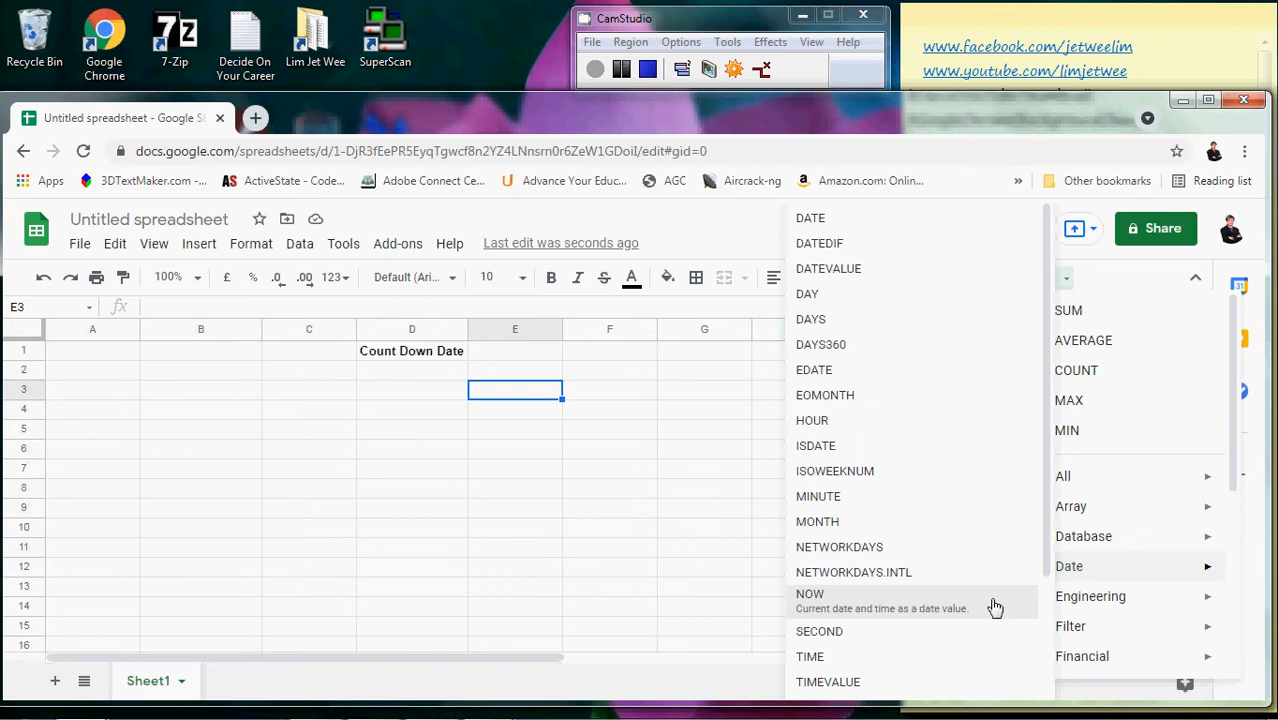 Recycle Bin
Google Chrome
7-Zip
Decide On Your Career
Lim Jet Wee
SuperScan
CamStudio
File Region Options Tools Effects View Help
www.facebook.com/jetweelim
www.youtube.com/limjetwee
Untitled spreadsheet - Google S
docs.google.com/spreadsheets/d/1-DjR3fEePR5EyqTgwcf8n2YZ4LNnsrn0r6ZeW1GDoiI/edit#gid=0
Apps 3DTextMaker.com -... ActiveState - Code... Adobe Connect Ce... Advance Your Educ... AGC Aircrack-ng Amazon.com: Onlin... » Other bookmarks Reading list
Untitled spreadsheet
File Edit View Insert Format Data Tools Add-ons Help Last edit was seconds ago
Share
100% £ % .0 .00 123 Default (Ari... 10 B I S A
E3 fx
A B C D E F G
1 Count Down Date
2
3
4
5
6
7
8
9
10
11
12
13
14
15
16
DATE
DATEDIF
DATEVALUE
DAY
DAYS
DAYS360
EDATE
EOMONTH
HOUR
ISDATE
ISOWEEKNUM
MINUTE
MONTH
NETWORKDAYS
NETWORKDAYS.INTL
NOW
Current date and time as a date value.
SECOND
TIME
TIMEVALUE
SUM
AVERAGE
COUNT
MAX
MIN
All
Array
Database
Date
Engineering
Filter
Financial
31
Sheet1